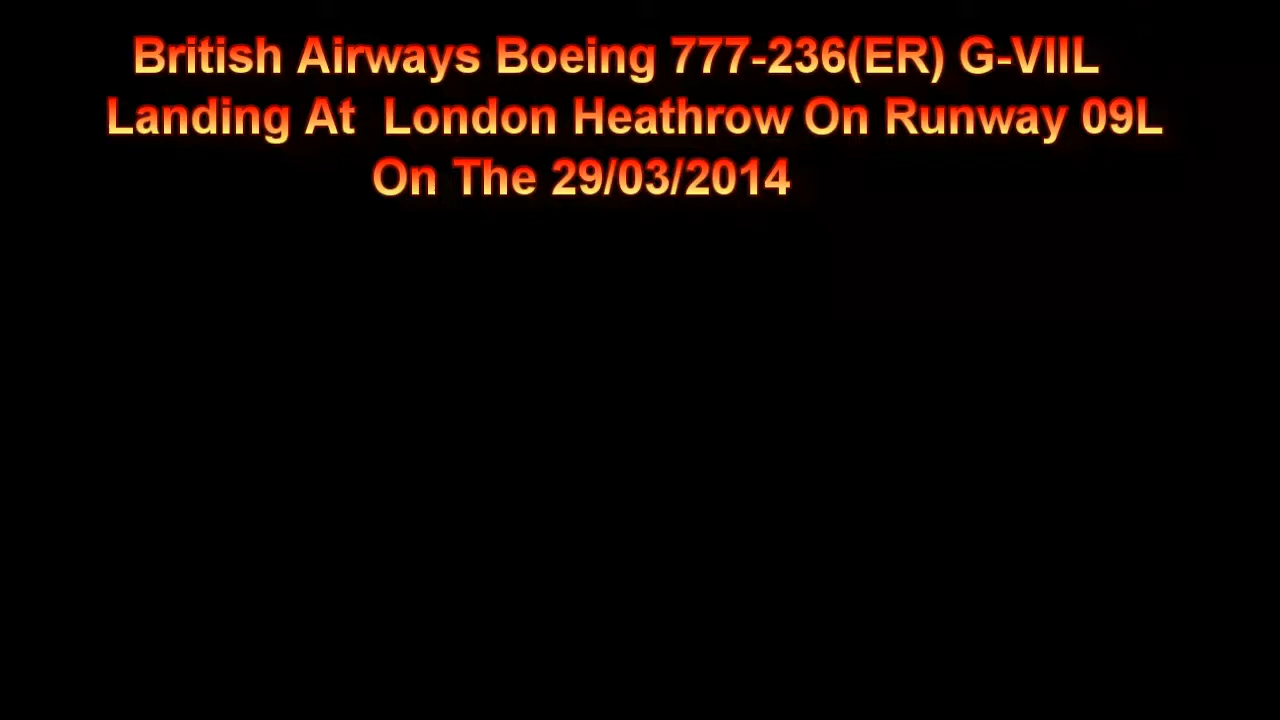 British Airways Boeing 777-236(ER) G-VIIL
Landing At  London Heathrow On Runway 09L
On The 29/03/2014